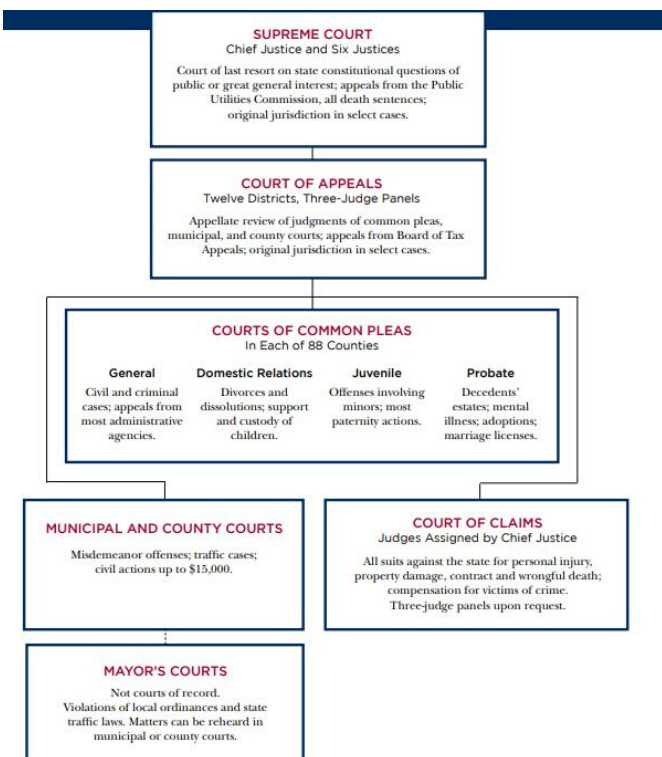 SUPREME COURT
Chief Justice and Six Justices
Court of last resort on state constitutional questions of
public or great general interest; appeals from the Public
Utilities Commission, all death sentences;
original jurisdiction in select cases.
COURT OF APPEALS
Twelve Districts, Three-Judge Panels
Appellate review of judgments of common pleas,
municipal, and county courts; appeals from Board of Tax
Appeals; original jurisdiction in select cases.
COURTS OF COMMON PLEAS
In Each of 88 Counties
General
Civil and criminal
cases; appeals from
most administrative
agencies.
Domestic Relations
Divorces and
dissolutions; support
and custody of
children.
Juvenile
Offenses involving
minors; most
paternity actions.
Probate
Decedents'
estates; mental
illness; adoptions;
marriage licenses.
MUNICIPAL AND COUNTY COURTS
Misdemeanor offenses; traffic cases;
civil actions up to $15,000.
COURT OF CLAIMS
Judges Assigned by Chief Justice
All suits against the state for personal injury,
property damage, contract and wrongful death;
compensation for victims of crime.
Three-judge panels upon request.
MAYOR'S COURTS
Not courts of record.
Violations of local ordinances and state
traffic laws. Matters can be reheard in
municipal or county courts.